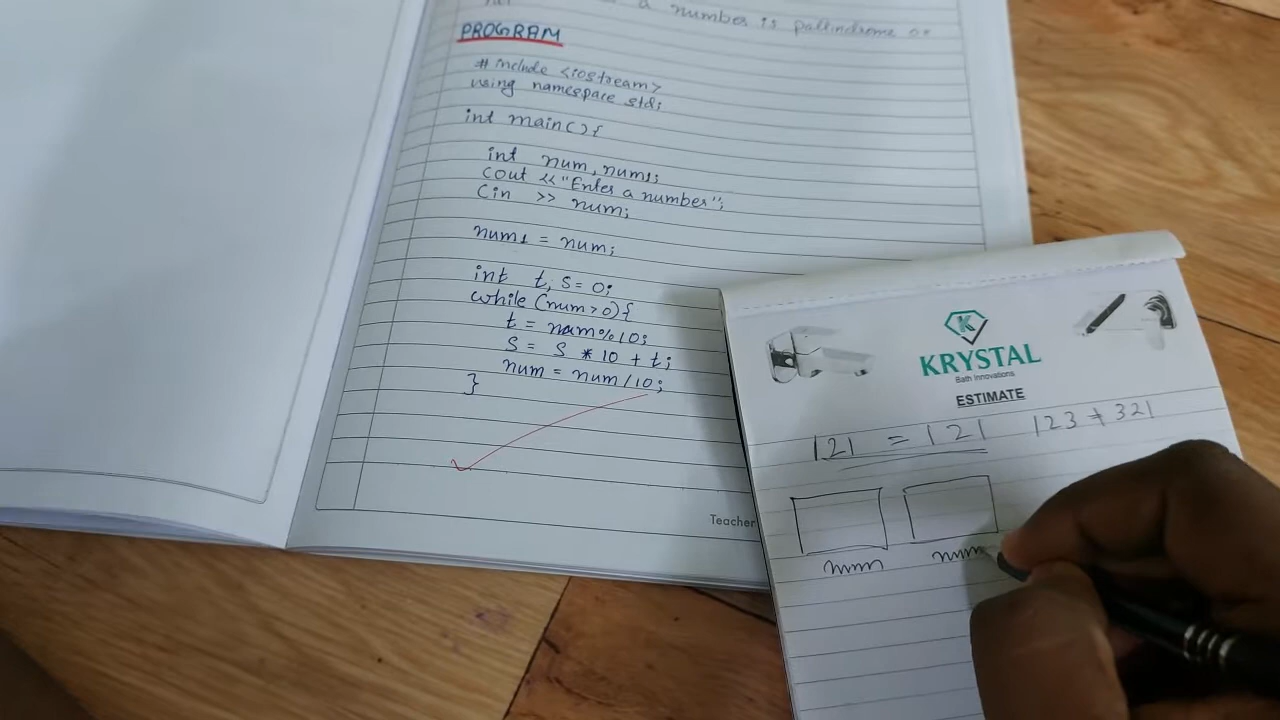 a number is palindrome or
PROGRAM
# include <iostream>
using namespace std;
int main() {
int num, num1;
cout << "Enter a number";
Cin >> num;
num1 = num;
int t, s = 0;
while (num > 0) {
t = num % 10;
s = s * 10 + t;
num = num / 10;
}
Teacher
K
KRYSTAL
Bath Innovations
ESTIMATE
121 = 121 123 ≠ 321
num num